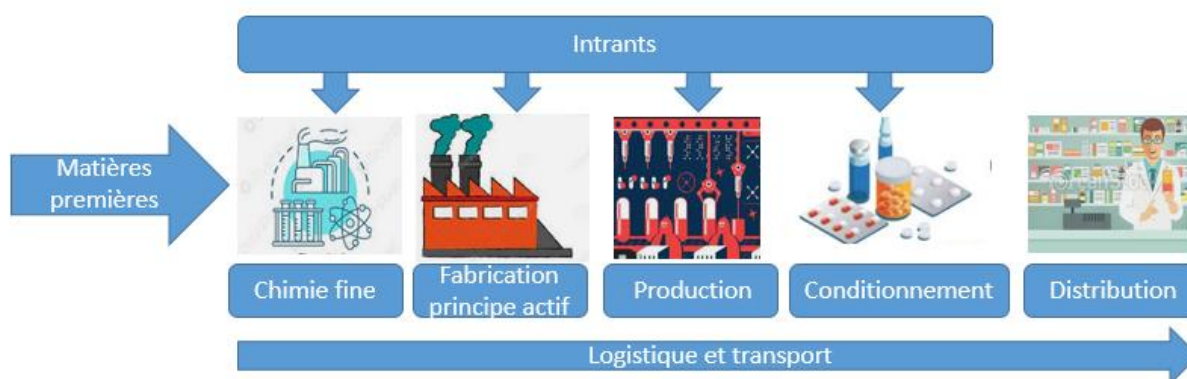 Intrants
Matières
premières
Chimie fine
Fabrication
principe actif
Production
Conditionnement
Distribution
Logistique et transport